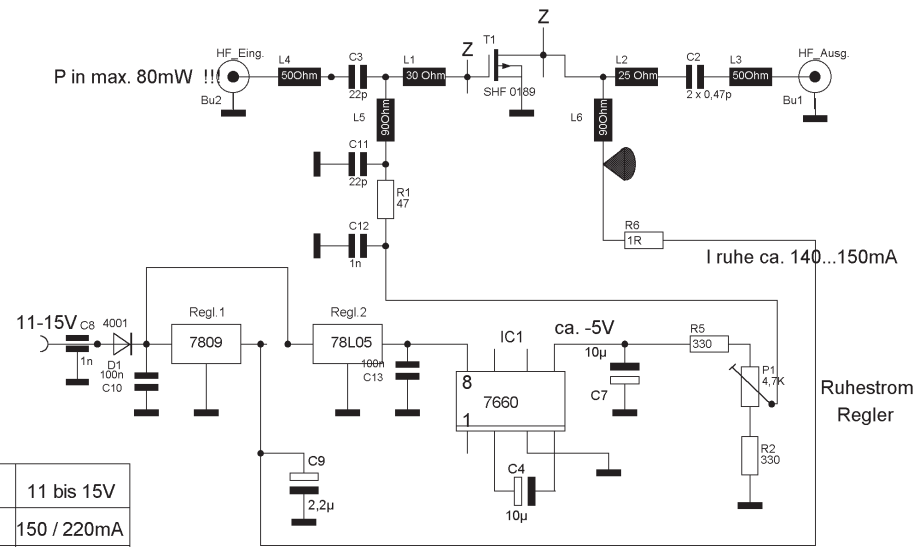 Z
HF_Eing.
L4
C3
L1
Z
T1
L2
C2
L3
HF_Ausg.
P in max. 80mW !!!
50Ohm
30 Ohm
25 Ohm
50Ohm
Bu2
22p
SHF 0189
2 x 0,47p
Bu1
L5
90Ohm
L6
90Ohm
C11
22p
R1
47
C12
1n
R6
1R
I ruhe ca. 140...150mA
11-15V
C8
4001
Regl.1
Regl.2
IC1
ca. -5V
R5
7809
78L05
10µ
330
1n
D1
100n
C10
100n
C13
8
7660
1
C7
P1
4,7K
Ruhestrom
Regler
R2
330
C9
2,2µ
C4
10µ
11 bis 15V
150 / 220mA